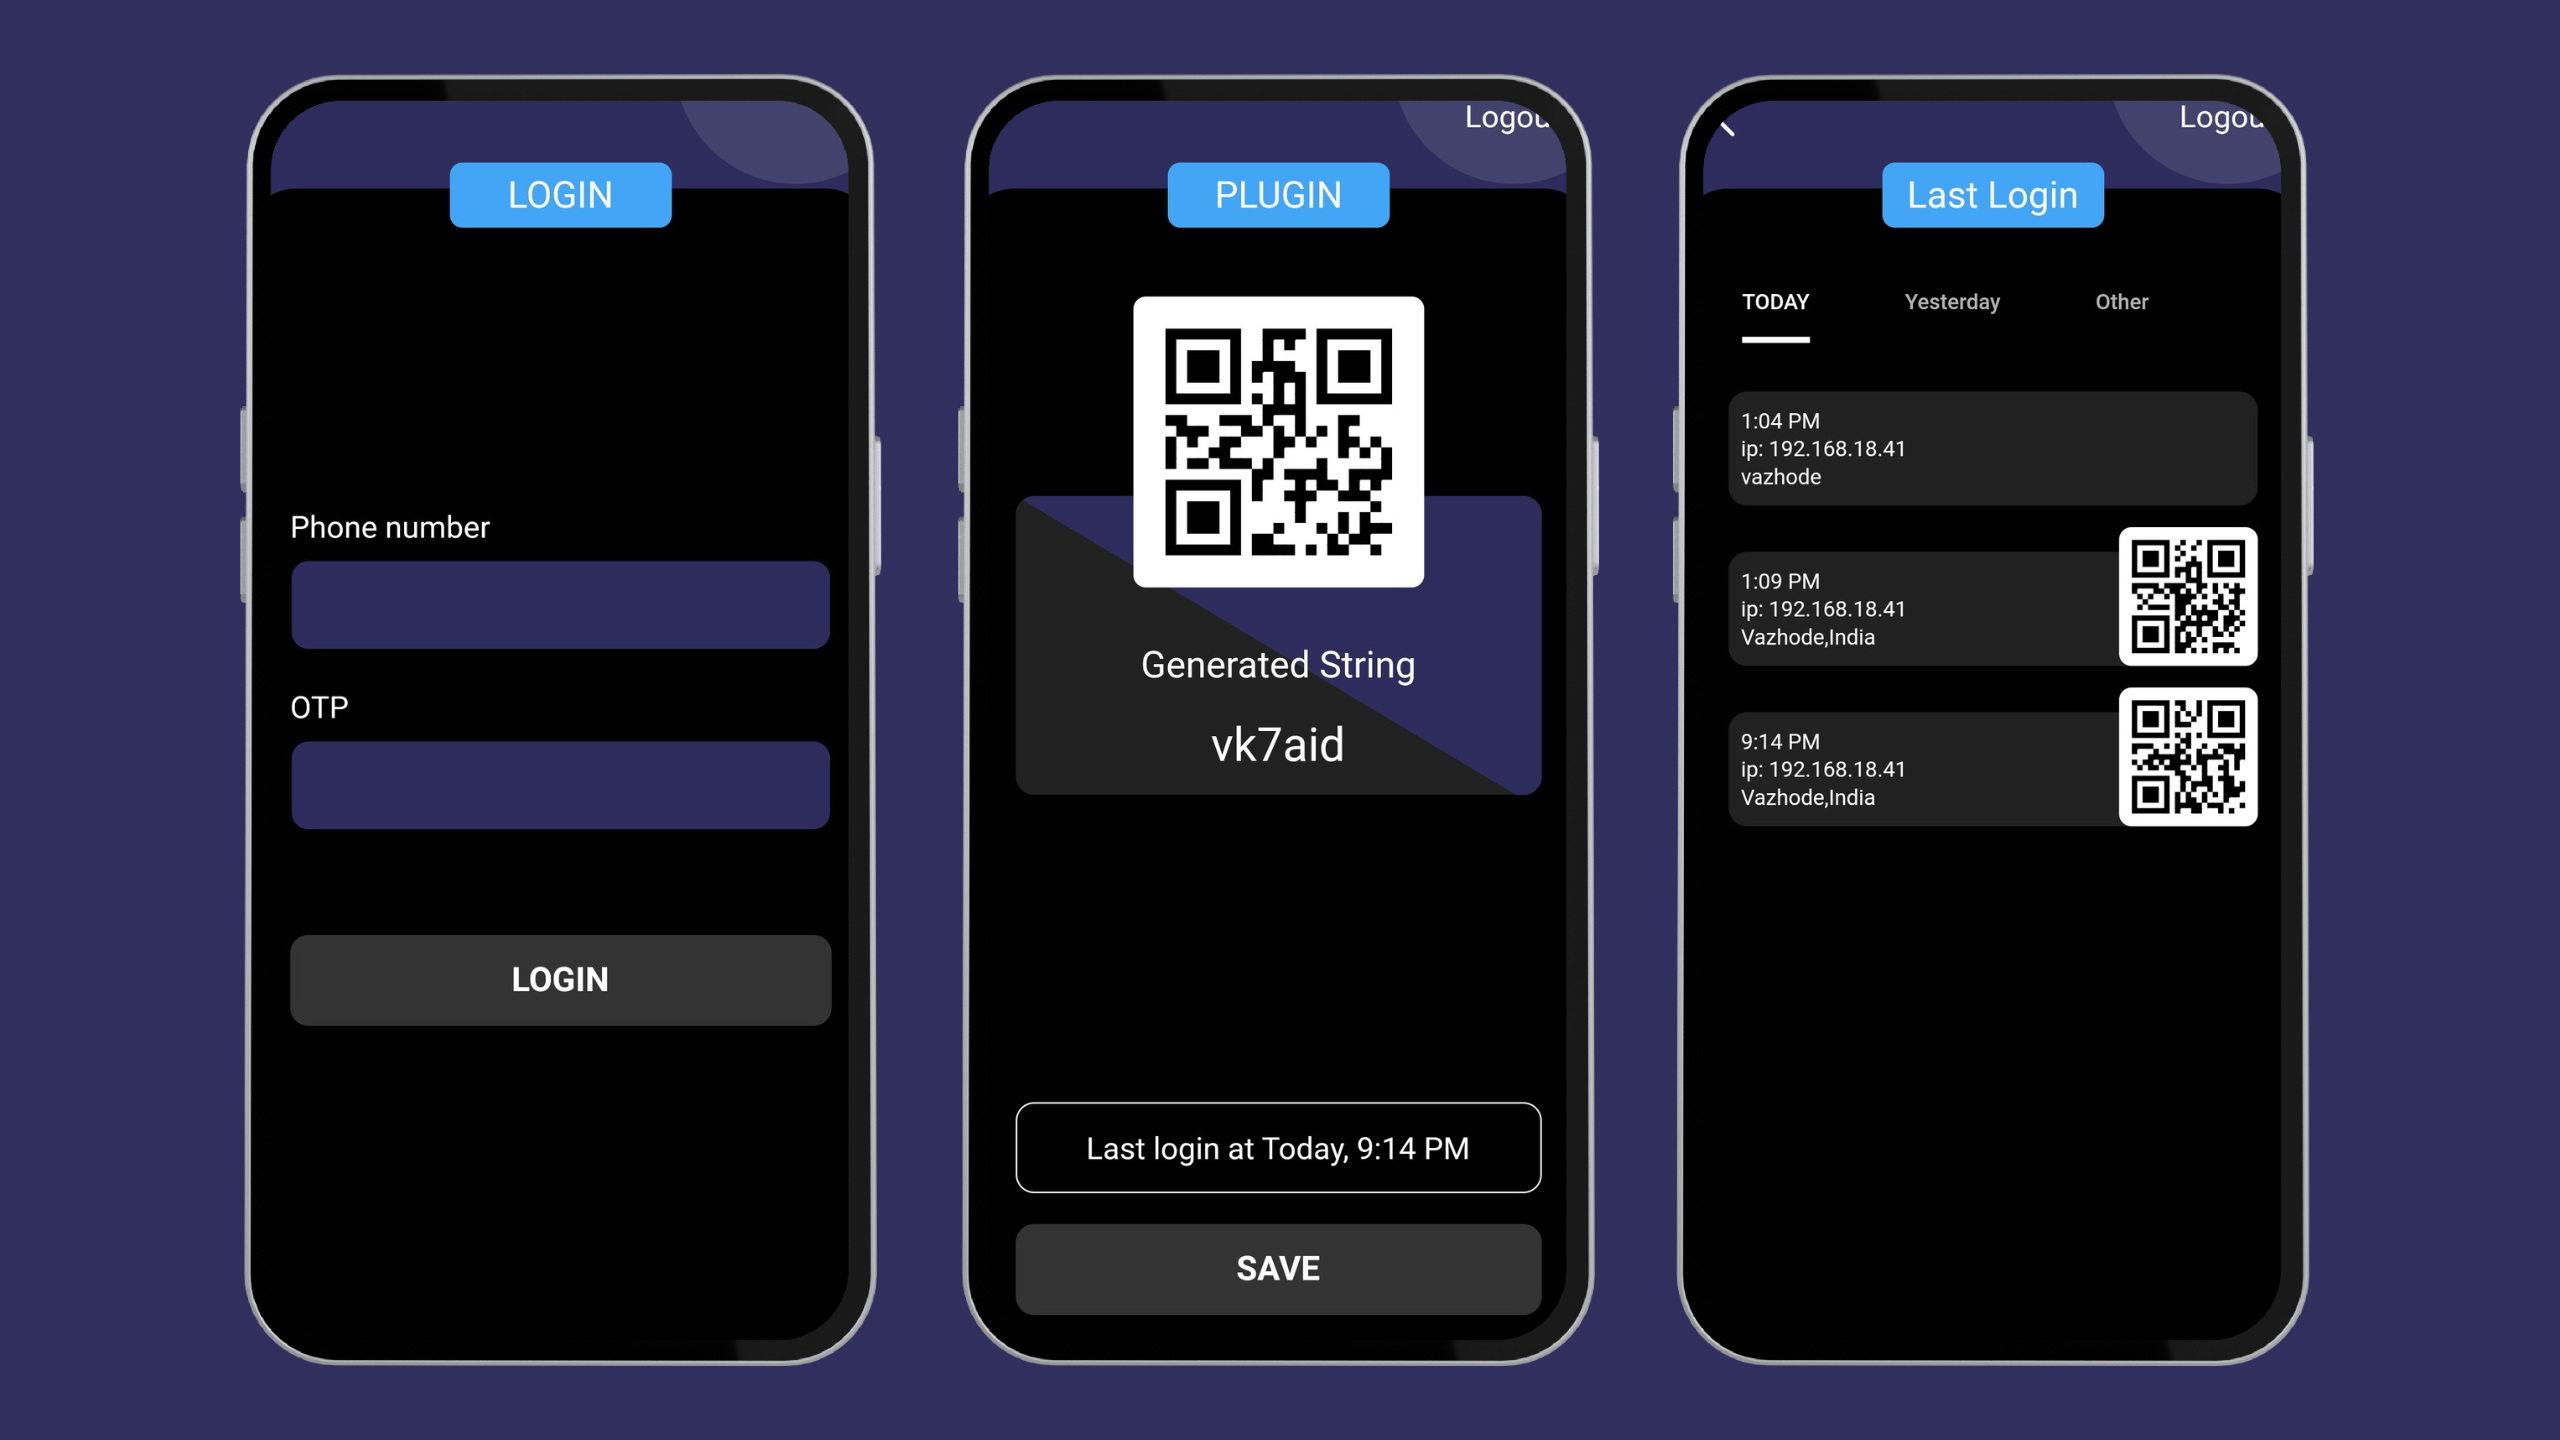 LOGIN
Phone number
OTP
LOGIN
Logou
PLUGIN
Generated String
vk7aid
Last login at Today, 9:14 PM
SAVE
Logou
Last Login
TODAY Yesterday Other
1:04 PM
ip: 192.168.18.41
vazhode
1:09 PM
ip: 192.168.18.41
Vazhode,India
9:14 PM
ip: 192.168.18.41
Vazhode,India